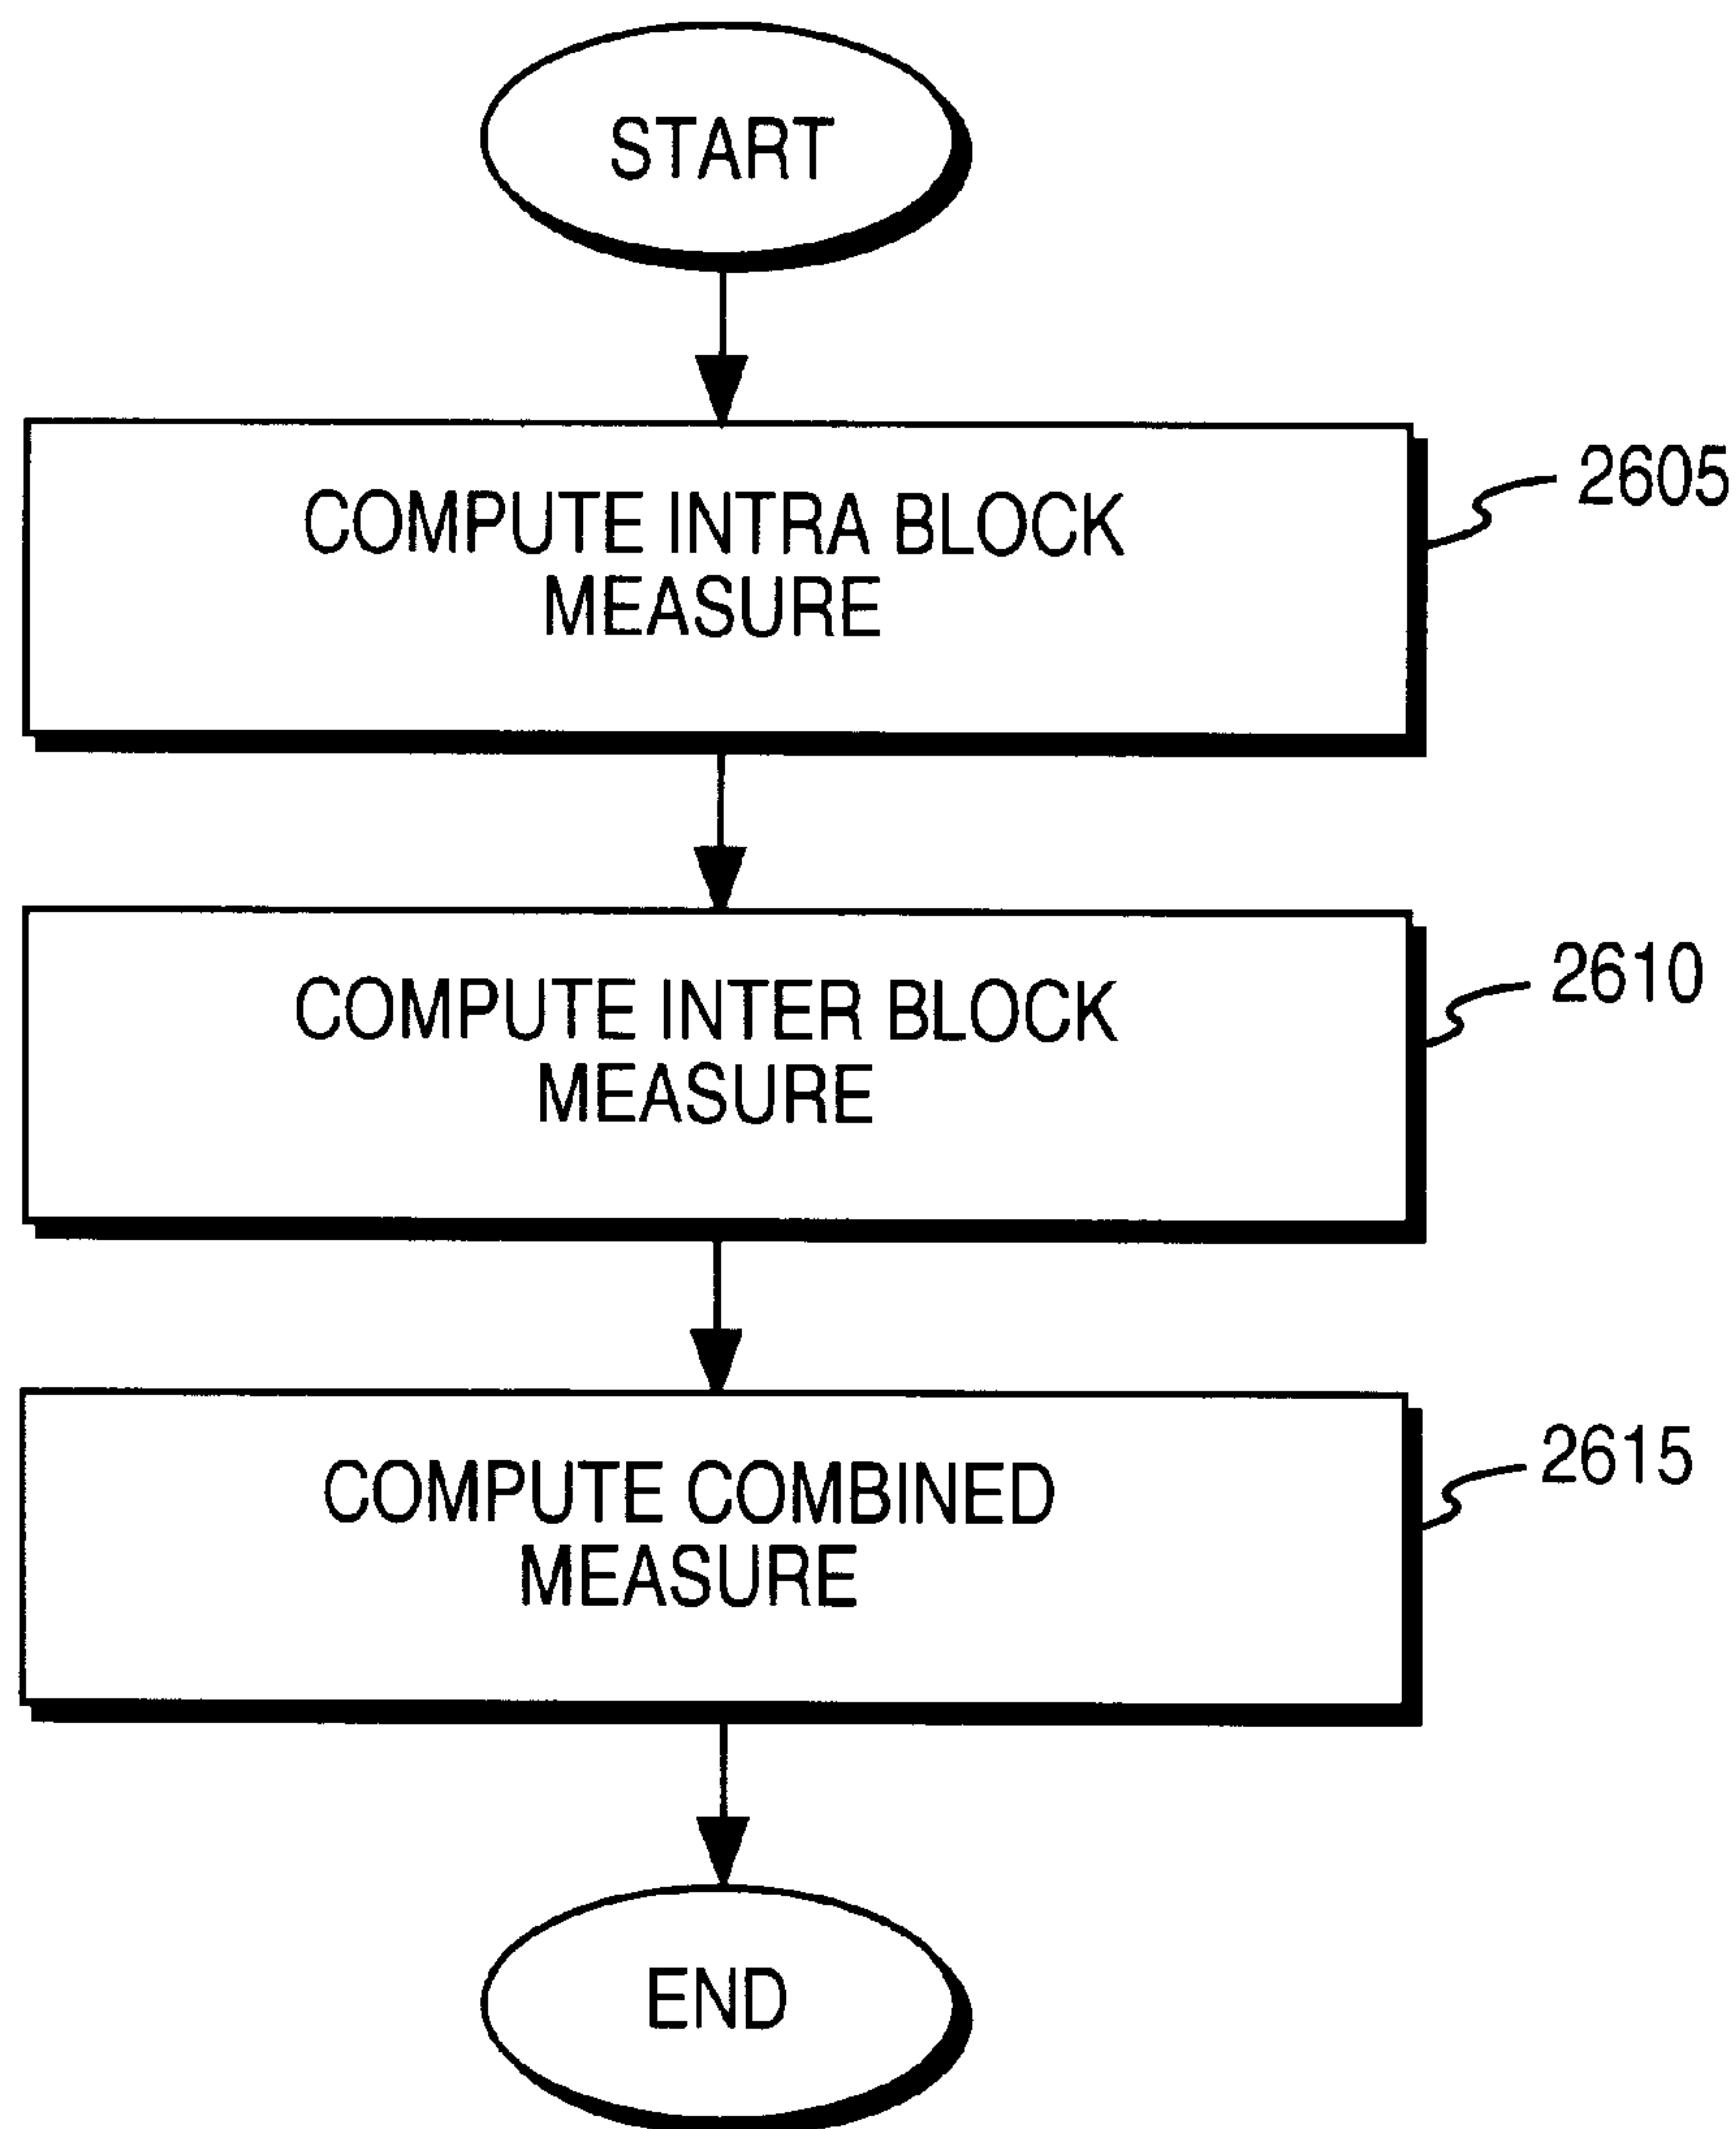 START
COMPUTE INTRA BLOCK
MEASURE
2605
COMPUTE INTER BLOCK
MEASURE
2610
COMPUTE COMBINED
MEASURE
2615
END